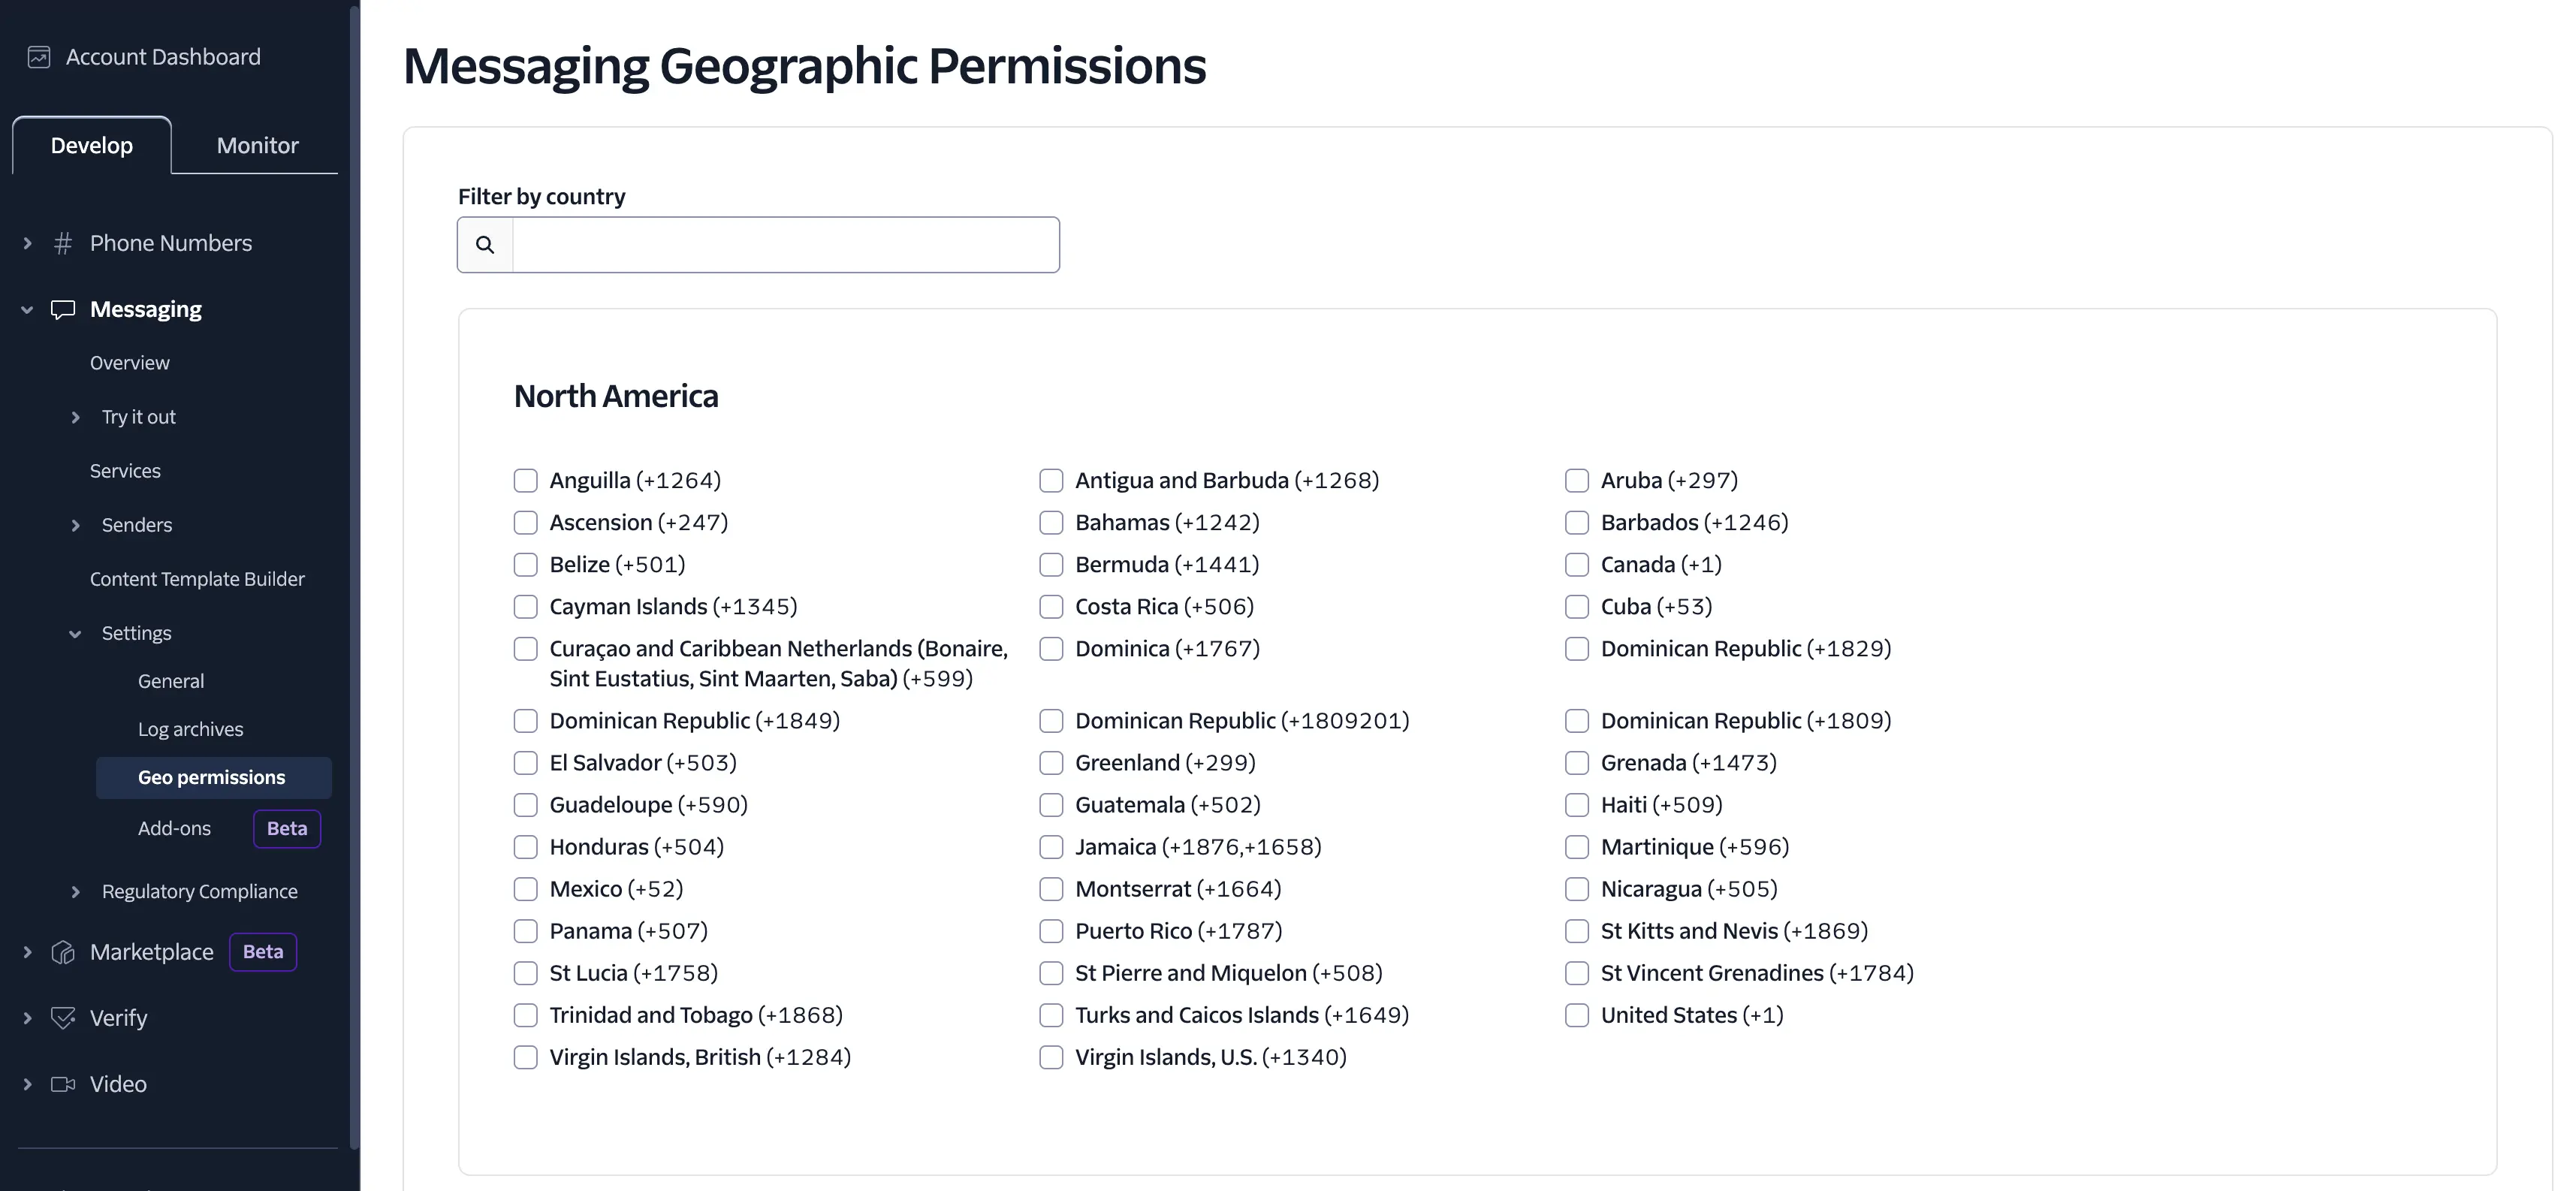 Account Dashboard
Develop
Monitor
Phone Numbers
Messaging
Overview
Try it out
Services
Senders
Content Template Builder
Settings
General
Log archives
Geo permissions
Add-ons
Beta
Regulatory Compliance
Marketplace
Beta
Verify
Video
Messaging Geographic Permissions
Filter by country
North America
Anguilla (+1264)
Antigua and Barbuda (+1268)
Aruba (+297)
Ascension (+247)
Bahamas (+1242)
Barbados (+1246)
Belize (+501)
Bermuda (+1441)
Canada (+1)
Cayman Islands (+1345)
Costa Rica (+506)
Cuba (+53)
Curaçao and Caribbean Netherlands (Bonaire,
Sint Eustatius, Sint Maarten, Saba) (+599)
Dominica (+1767)
Dominican Republic (+1829)
Dominican Republic (+1849)
Dominican Republic (+1809201)
Dominican Republic (+1809)
El Salvador (+503)
Greenland (+299)
Grenada (+1473)
Guadeloupe (+590)
Guatemala (+502)
Haiti (+509)
Honduras (+504)
Jamaica (+1876,+1658)
Martinique (+596)
Mexico (+52)
Montserrat (+1664)
Nicaragua (+505)
Panama (+507)
Puerto Rico (+1787)
St Kitts and Nevis (+1869)
St Lucia (+1758)
St Pierre and Miquelon (+508)
St Vincent Grenadines (+1784)
Trinidad and Tobago (+1868)
Turks and Caicos Islands (+1649)
United States (+1)
Virgin Islands, British (+1284)
Virgin Islands, U.S. (+1340)